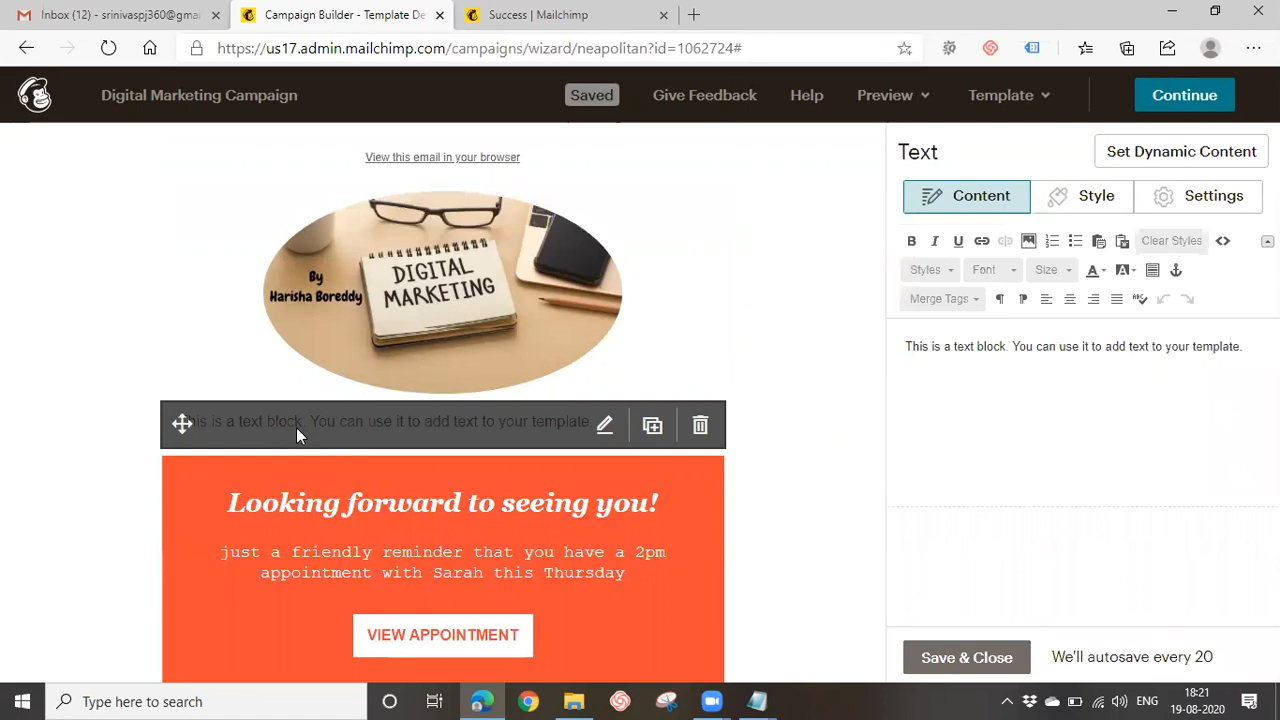 Inbox (12) - srinivaspj360@gmai
Campaign Builder - Template De
Success | Mailchimp
https://us17.admin.mailchimp.com/campaigns/wizard/neapolitan?id=1062724#
Digital Marketing Campaign
Saved
Give Feedback
Help
Preview
Template
Continue
View this email in your browser
By
Harisha Boreddy
DIGITAL
MARKETING
This is a text block. You can use it to add text to your template.
Looking forward to seeing you!
just a friendly reminder that you have a 2pm
appointment with Sarah this Thursday
VIEW APPOINTMENT
Text
Set Dynamic Content
Content
Style
Settings
B I U
Clear Styles
Styles
Font
Size
A
A
Merge Tags
ABC
This is a text block. You can use it to add text to your template.
Save & Close
We'll autosave every 20
Type here to search
ENG
18:21
19-08-2020